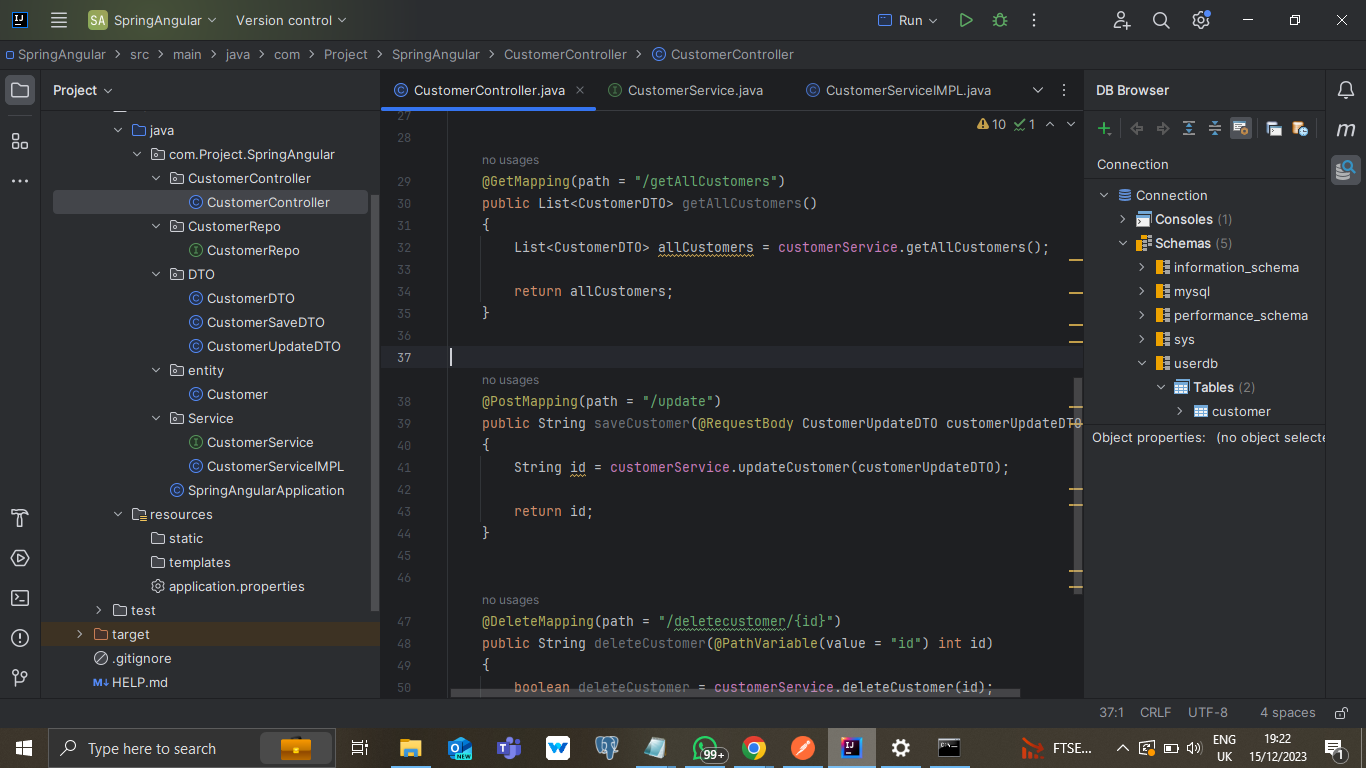 SA SpringAngular Version control Run
SpringAngular src main java com Project SpringAngular CustomerController CustomerController
Project
java
com.Project.SpringAngular
CustomerController
CustomerController
CustomerRepo
CustomerRepo
DTO
CustomerDTO
CustomerSaveDTO
CustomerUpdateDTO
entity
Customer
Service
CustomerService
CustomerServiceIMPL
SpringAngularApplication
resources
static
templates
application.properties
test
target
.gitignore
HELP.md
CustomerController.java CustomerService.java CustomerServiceIMPL.java
10 1
27
28
no usages
29 @GetMapping(path = "/getAllCustomers")
30 public List<CustomerDTO> getAllCustomers()
31 {
32 List<CustomerDTO> allCustomers = customerService.getAllCustomers();
33
34 return allCustomers;
35 }
36
37
no usages
38 @PostMapping(path = "/update")
39 public String saveCustomer(@RequestBody CustomerUpdateDTO customerUpdateDTO
40 {
41 String id = customerService.updateCustomer(customerUpdateDTO);
42
43 return id;
44 }
45
46
no usages
47 @DeleteMapping(path = "/deletecustomer/{id}")
48 public String deleteCustomer(@PathVariable(value = "id") int id)
49 {
50 boolean deleteCustomer = customerService.deleteCustomer(id);
DB Browser
Connection
Connection
Consoles (1)
Schemas (5)
information_schema
mysql
performance_schema
sys
userdb
Tables (2)
customer
Object properties: (no object selecte
m
37:1 CRLF UTF-8 4 spaces
Type here to search
NEW
99+
FTSE...
ENG
UK
19:22
15/12/2023
1